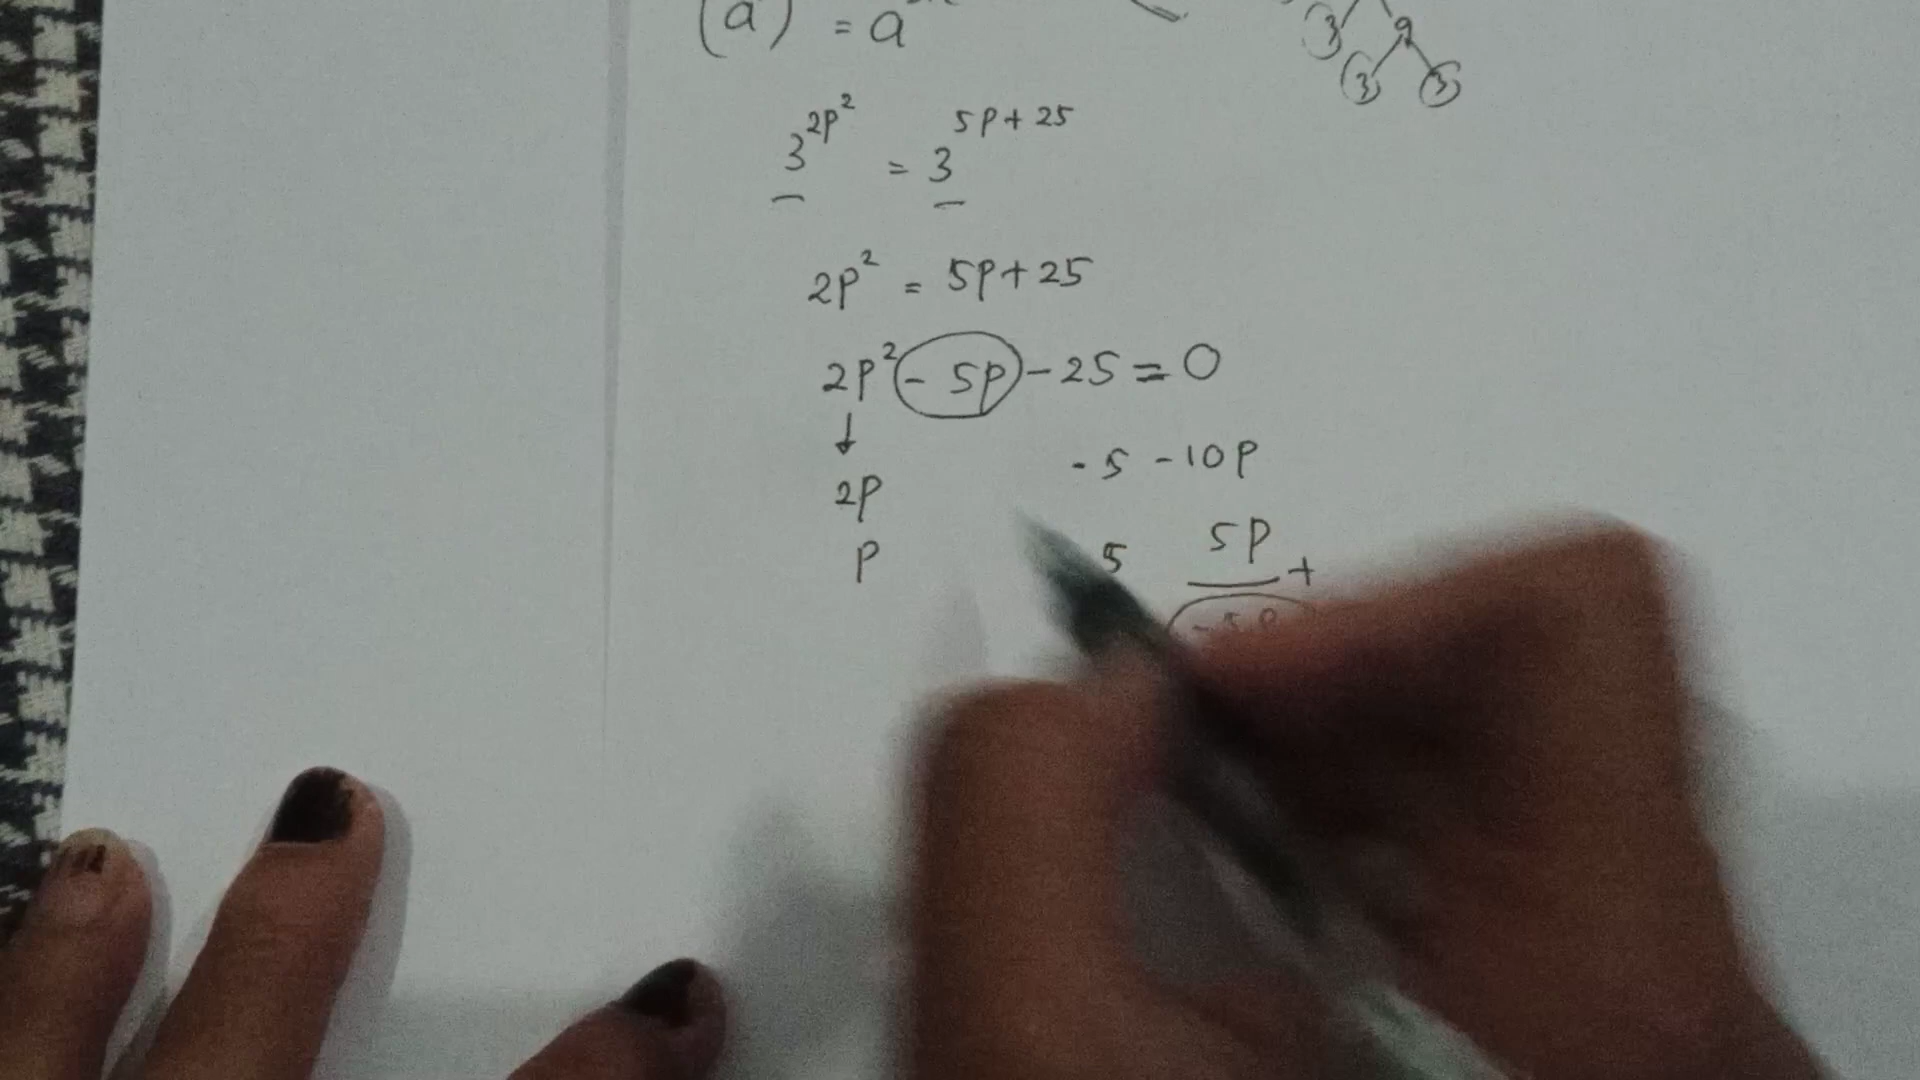 (a ) = a
3 9
3 3
3^{2p^2} = 3^{5p+25}
2p^2 = 5p+25
2p^2 - 5p - 25 = 0
↓
2p -5 -10p
p 5 5p +
-5p